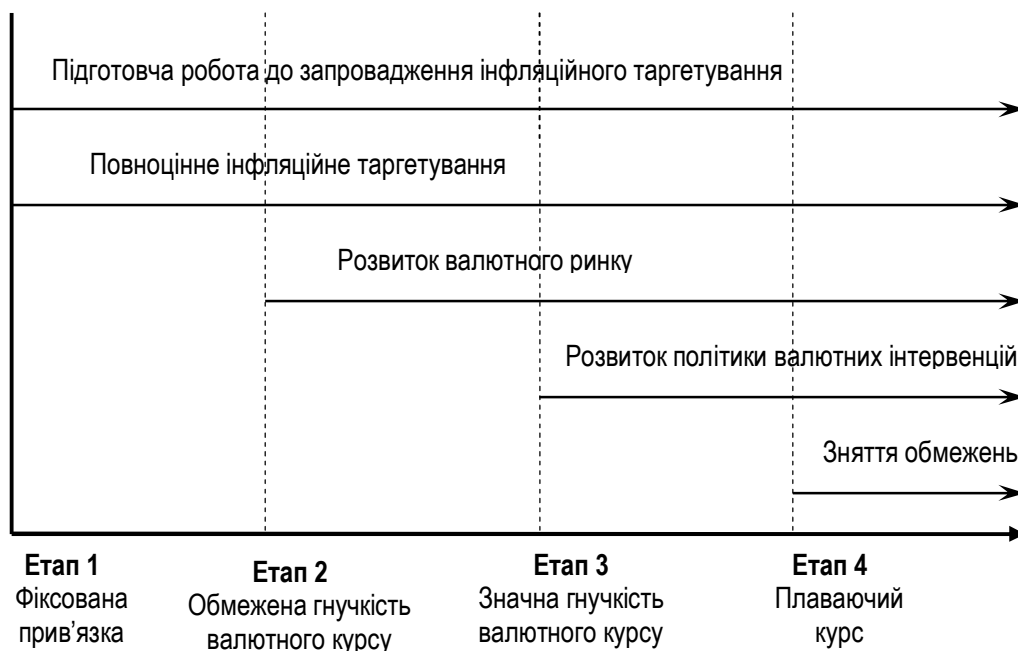 Підготовча робота до запровадження інфляційного таргетування
Повноцінне інфляційне таргетування
Розвиток валютного ринку
Розвиток політики валютних інтервенцій
Зняття обмежень
Етап 1
Фіксована
прив’язка
Етап 2
Обмежена гнучкість
валютного курсу
Етап 3
Значна гнучкість
валютного курсу
Етап 4
Плаваючий
курс